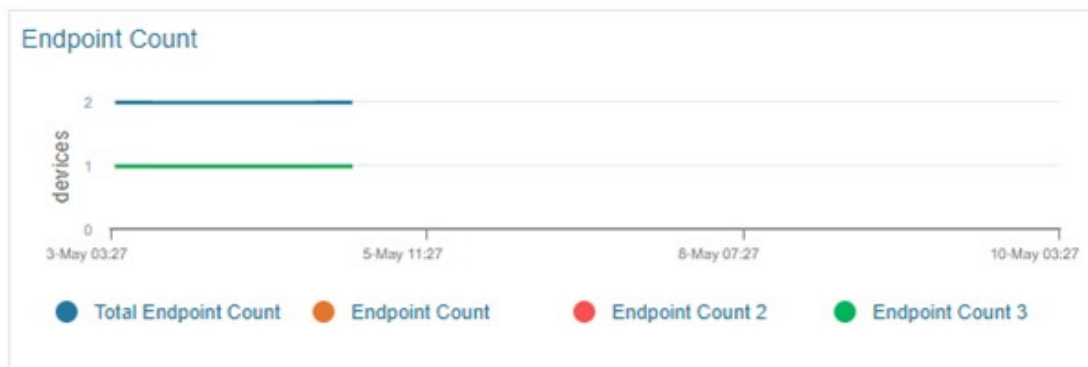 Endpoint Count
2
devices
1
0
3-May 03:27 5-May 11:27 8-May 07:27 10-May 03:27
Total Endpoint Count Endpoint Count Endpoint Count 2 Endpoint Count 3